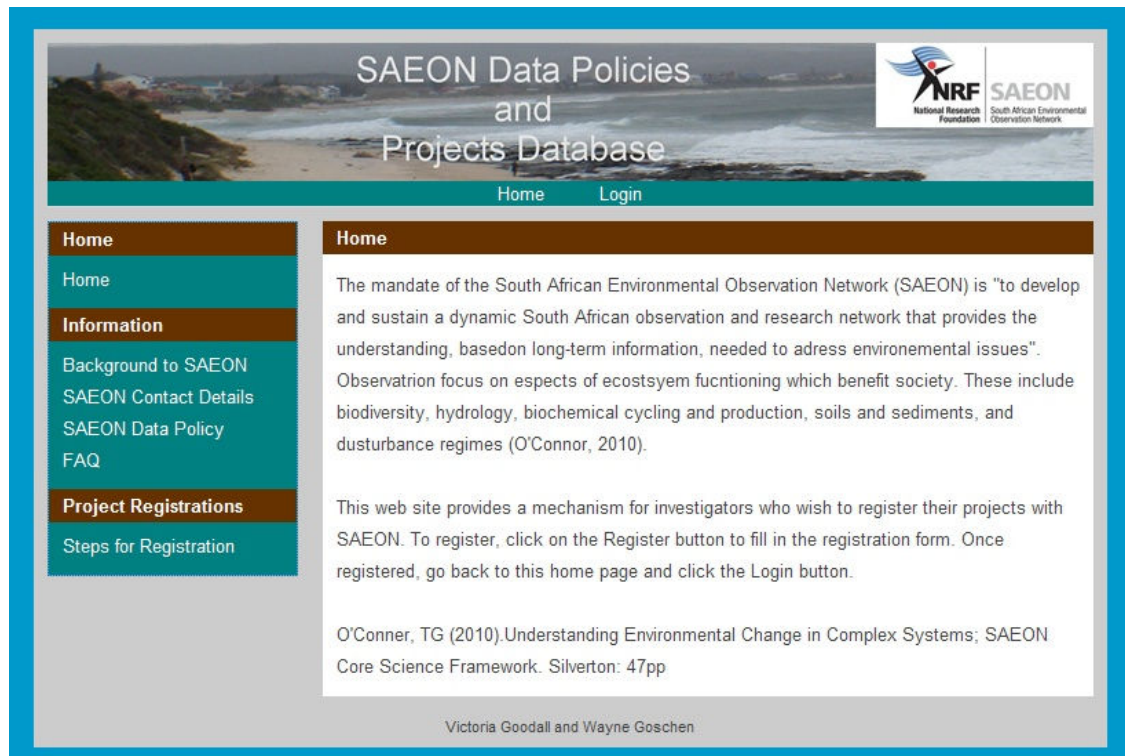 SAEON Data Policies
and
Projects Database
NRF
National Research
Foundation
SAEON
South African Environmental
Observation Network
Home Login
Home
Home
Information
Background to SAEON
SAEON Contact Details
SAEON Data Policy
FAQ
Project Registrations
Steps for Registration
Home
The mandate of the South African Environmental Observation Network (SAEON) is "to develop
and sustain a dynamic South African observation and research network that provides the
understanding, basedon long-term information, needed to adress environemental issues".
Observatrion focus on espects of ecostsyem fucntioning which benefit society. These include
biodiversity, hydrology, biochemical cycling and production, soils and sediments, and
dusturbance regimes (O'Connor, 2010).
This web site provides a mechanism for investigators who wish to register their projects with
SAEON. To register, click on the Register button to fill in the registration form. Once
registered, go back to this home page and click the Login button.
O'Conner, TG (2010).Understanding Environmental Change in Complex Systems; SAEON
Core Science Framework. Silverton: 47pp
Victoria Goodall and Wayne Goschen